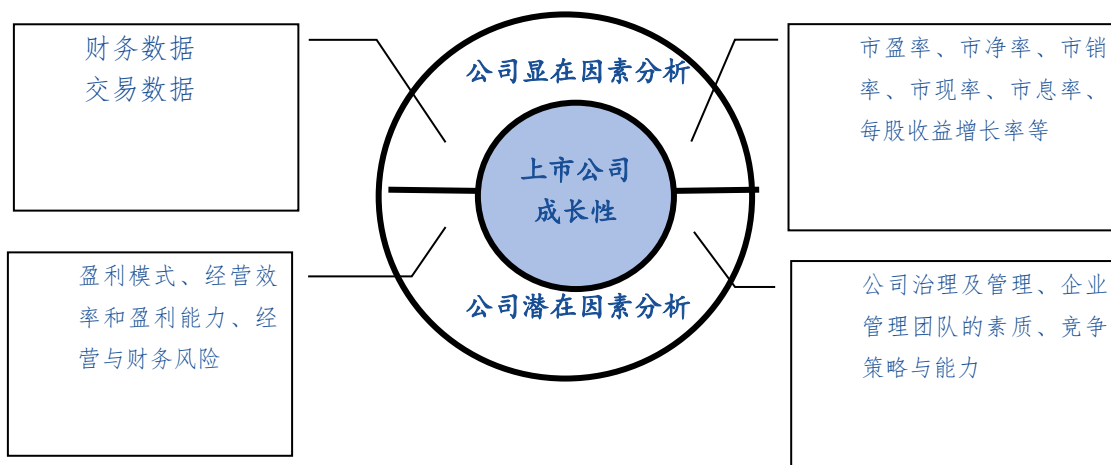 财务数据
交易数据
公司显在因素分析
市盈率、市净率、市销
率、市现率、市息率、
每股收益增长率等
上市公司
成长性
盈利模式、经营效
率和盈利能力、经
营与财务风险
公司潜在因素分析
公司治理及管理、企业
管理团队的素质、竞争
策略与能力